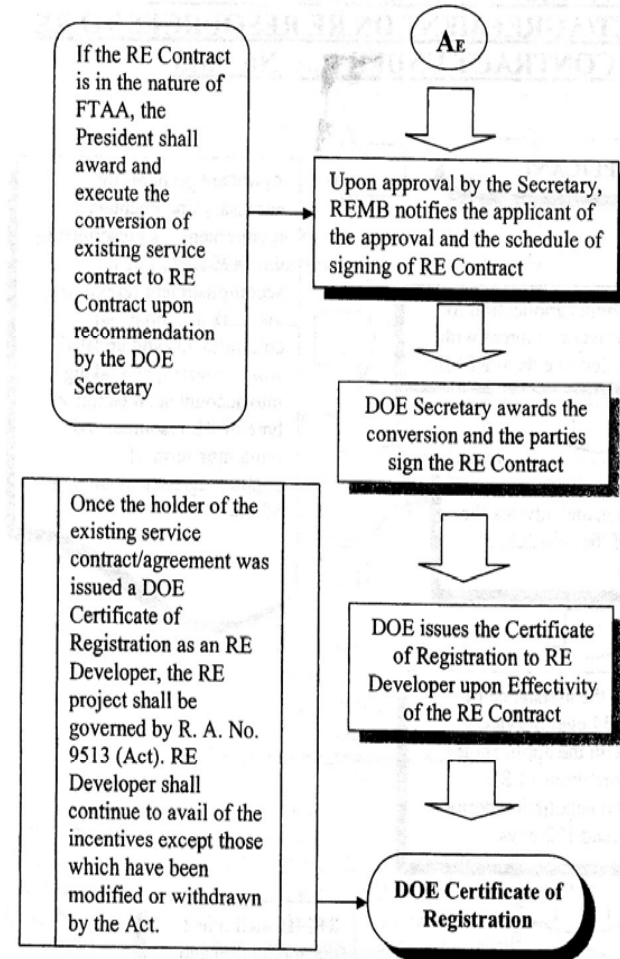 If the RE Contract
is in the nature of
FTAA, the
President shall
award and
execute the
conversion of
existing service
contract to RE
Contract upon
recommendation
by the DOE
Secretary
AE
Upon approval by the Secretary,
REMB notifies the applicant of
the approval and the schedule of
signing of RE Contract
DOE Secretary awards the
conversion and the parties
sign the RE Contract
Once the holder of the
existing service
contract/agreement was
issued a DOE
Certificate of
Registration as an RE
Developer, the RE
project shall be
governed by R. A. No.
9513 (Act). RE
Developer shall
continue to avail of the
incentives except those
which have been
modified or withdrawn
by the Act.
DOE issues the Certificate
of Registration to RE
Developer upon Effectivity
of the RE Contract
DOE Certificate of
Registration